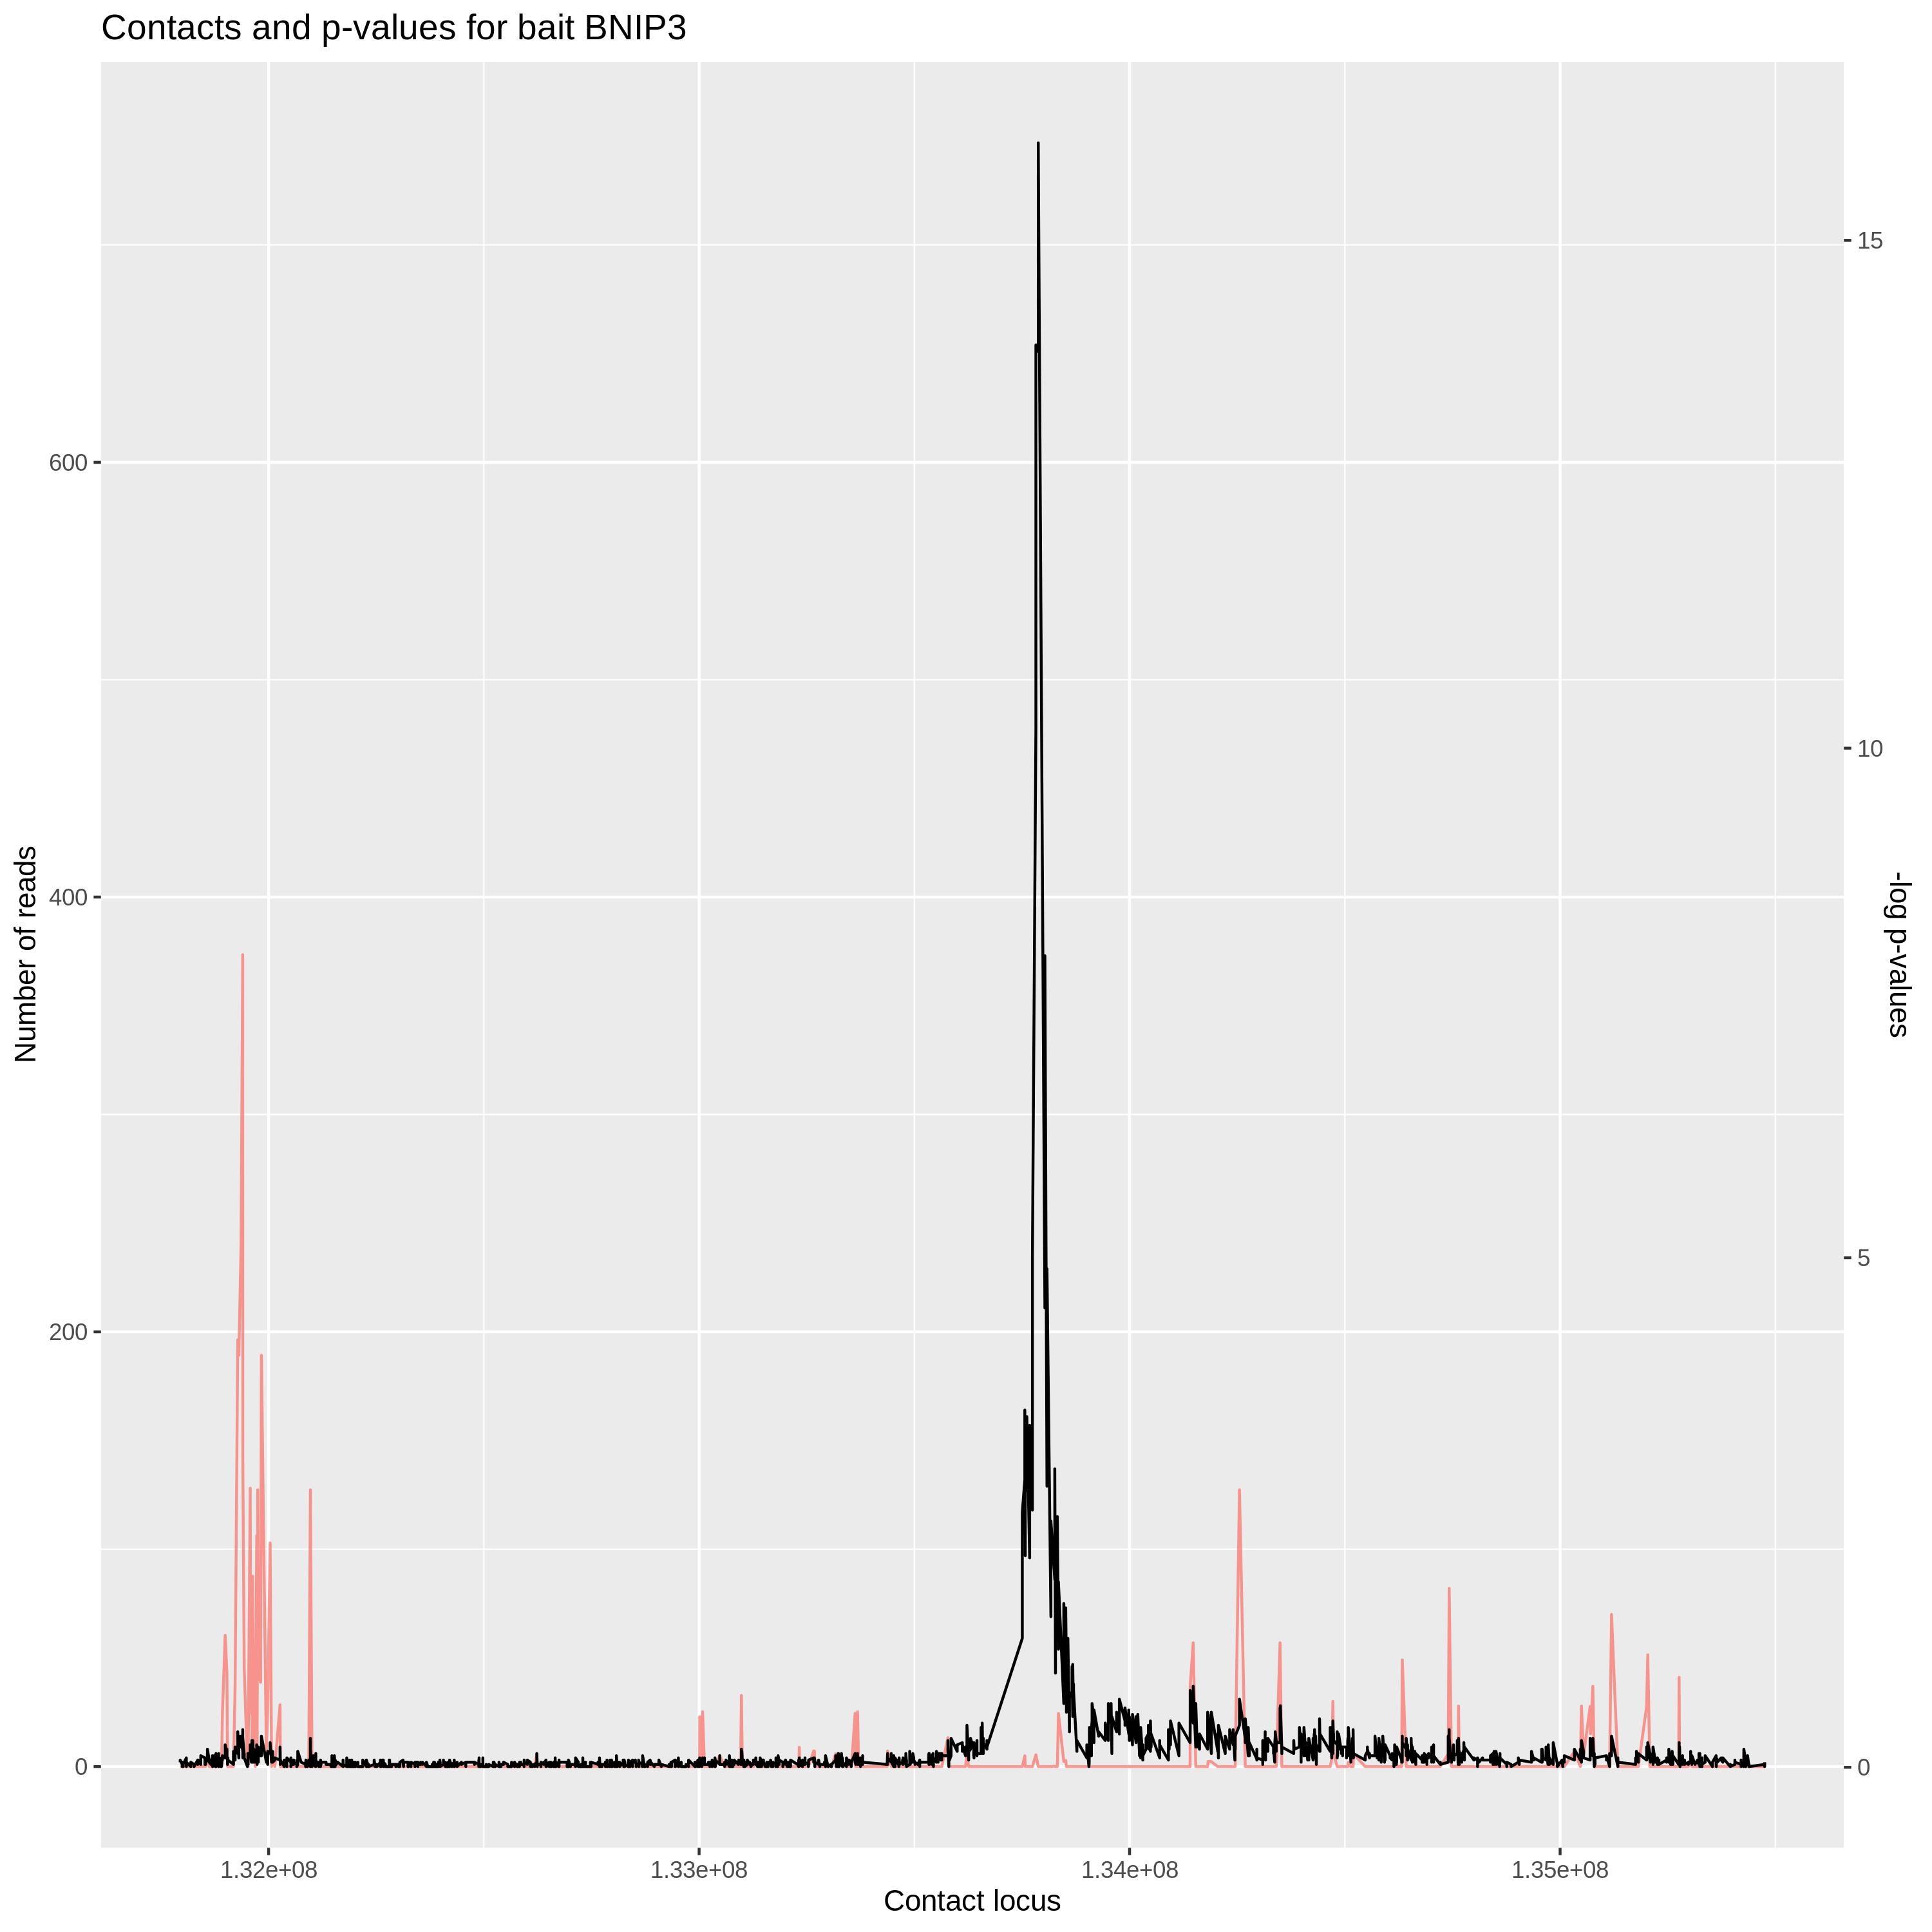 Contacts and p-values for bait BNIP3
Number of reads
600
400
200
0
15
10
5
0
-log p-values
1.32e+08
1.33e+08
1.34e+08
1.35e+08
Contact locus